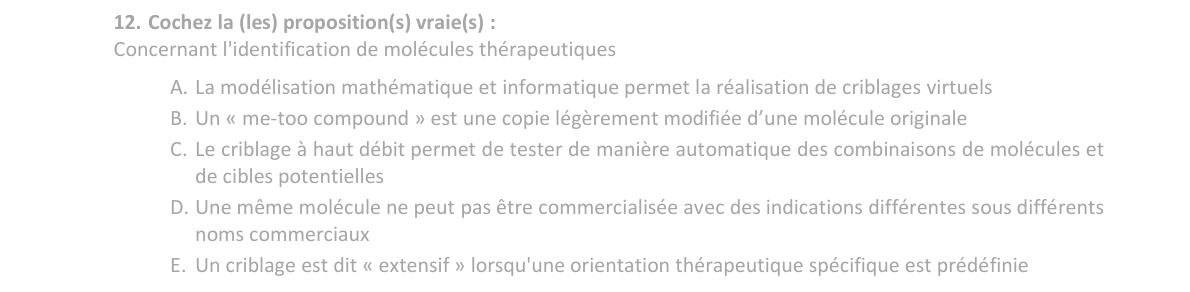 12. Cochez la (les) proposition(s) vraie(s) :
Concernant l'identification de molécules thérapeutiques
A. La modélisation mathématique et informatique permet la réalisation de criblages virtuels
B. Un « me-too compound » est une copie légèrement modifiée d’une molécule originale
C. Le criblage à haut débit permet de tester de manière automatique des combinaisons de molécules et
de cibles potentielles
D. Une même molécule ne peut pas être commercialisée avec des indications différentes sous différents
noms commerciaux
E. Un criblage est dit « extensif » lorsqu'une orientation thérapeutique spécifique est prédéfinie